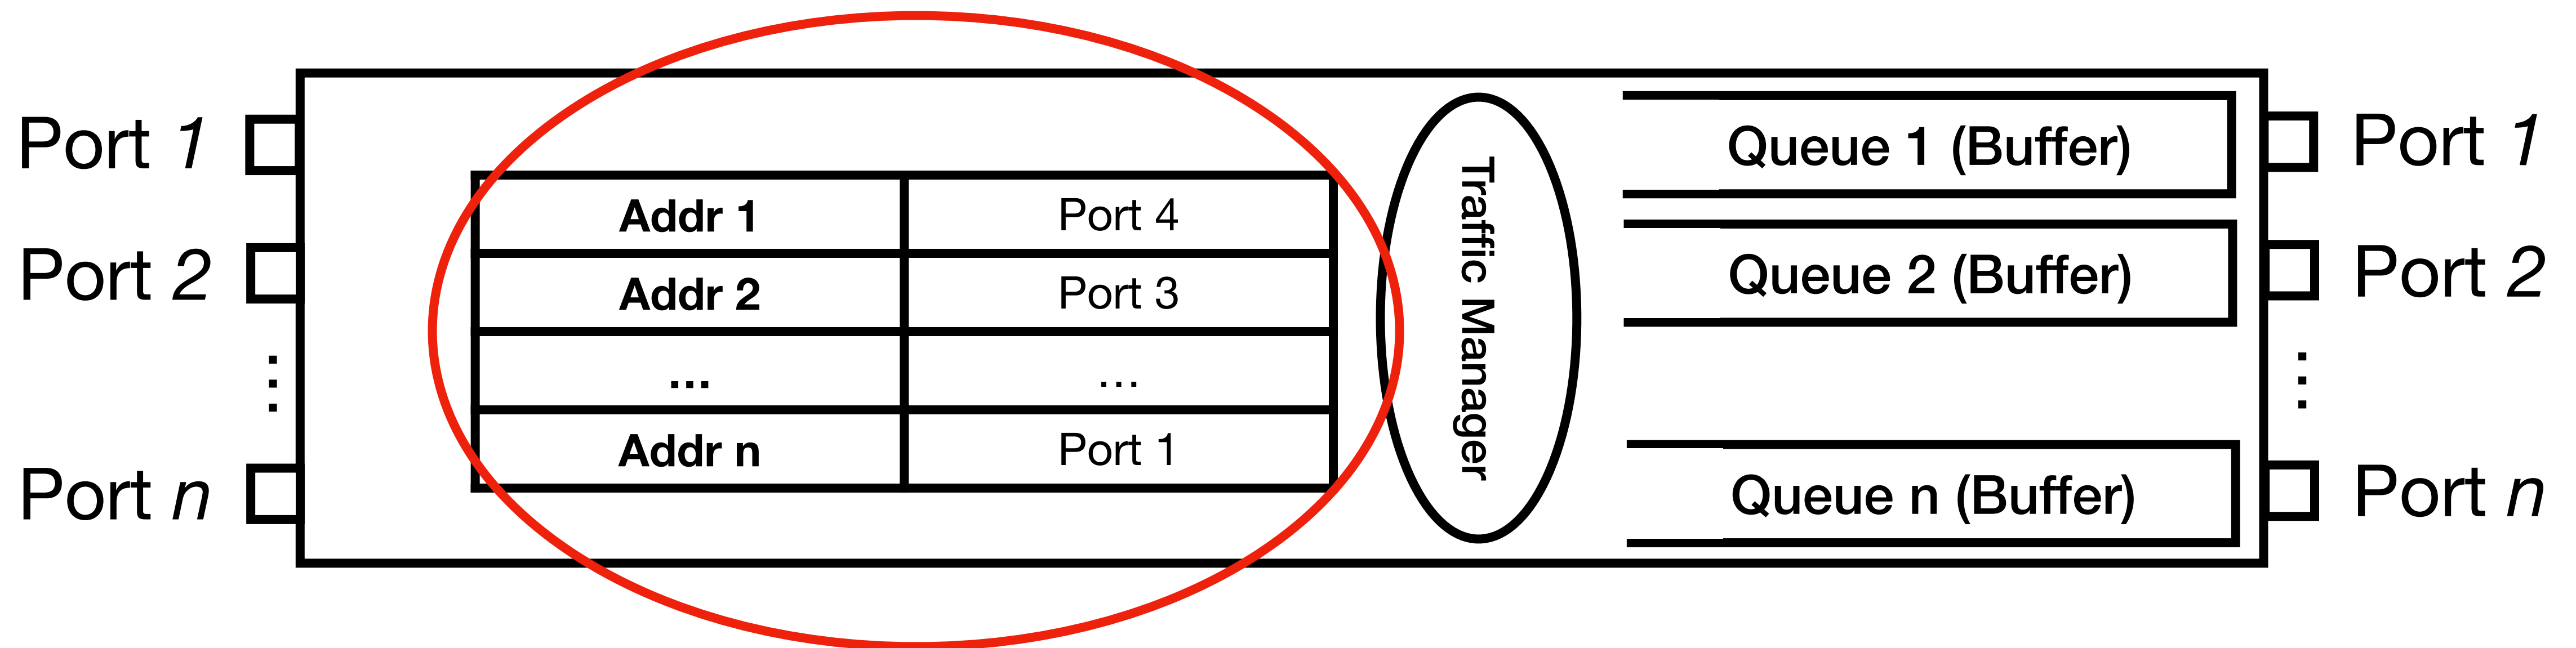 Port 1
Port 2
⋮
Port n
Addr 1 Port 4
Addr 2 Port 3
... ...
Addr n Port 1
Traffic Manager
Queue 1 (Buffer)
Queue 2 (Buffer)
Queue n (Buffer)
Port 1
Port 2
⋮
Port n